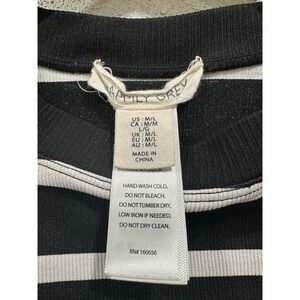 HAPPILY GREY
US : M/L
CA : M/M
L/G
UK : M/L
EU : M/L
AU : M/L
MADE IN
CHINA
HAND WASH COLD,
DO NOT BLEACH,
DO NOT TUMBLE DRY,
LOW IRON IF NEEDED,
DO NOT DRY CLEAN.
RN# 160656